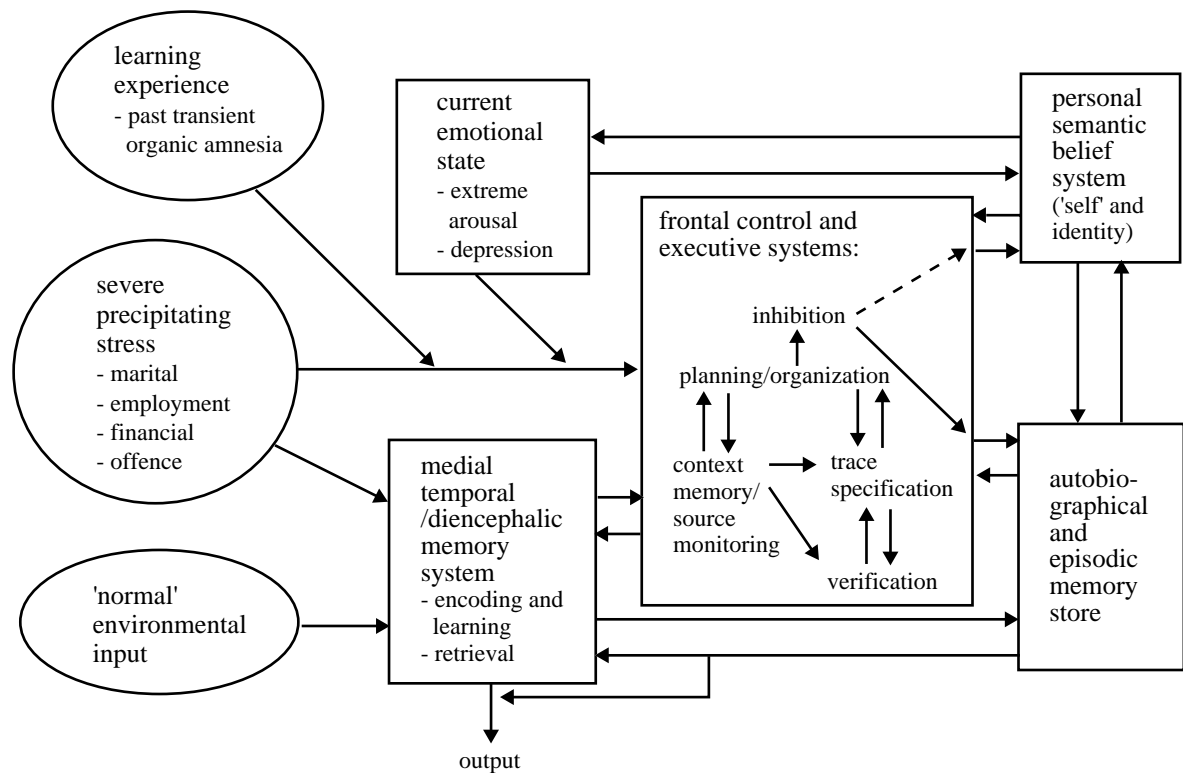 learning
experience
- past transient
organic amnesia
current
emotional
state
- extreme
arousal
- depression
personal
semantic
belief
system
('self' and
identity)
severe
precipitating
stress
- marital
- employment
- financial
- offence
frontal control and
executive systems:
inhibition
planning/organization
context
memory/
source
monitoring
trace
specification
verification
medial
temporal
/diencephalic
memory
system
- encoding and
learning
- retrieval
autobio-
graphical
and
episodic
memory
store
'normal'
environmental
input
output